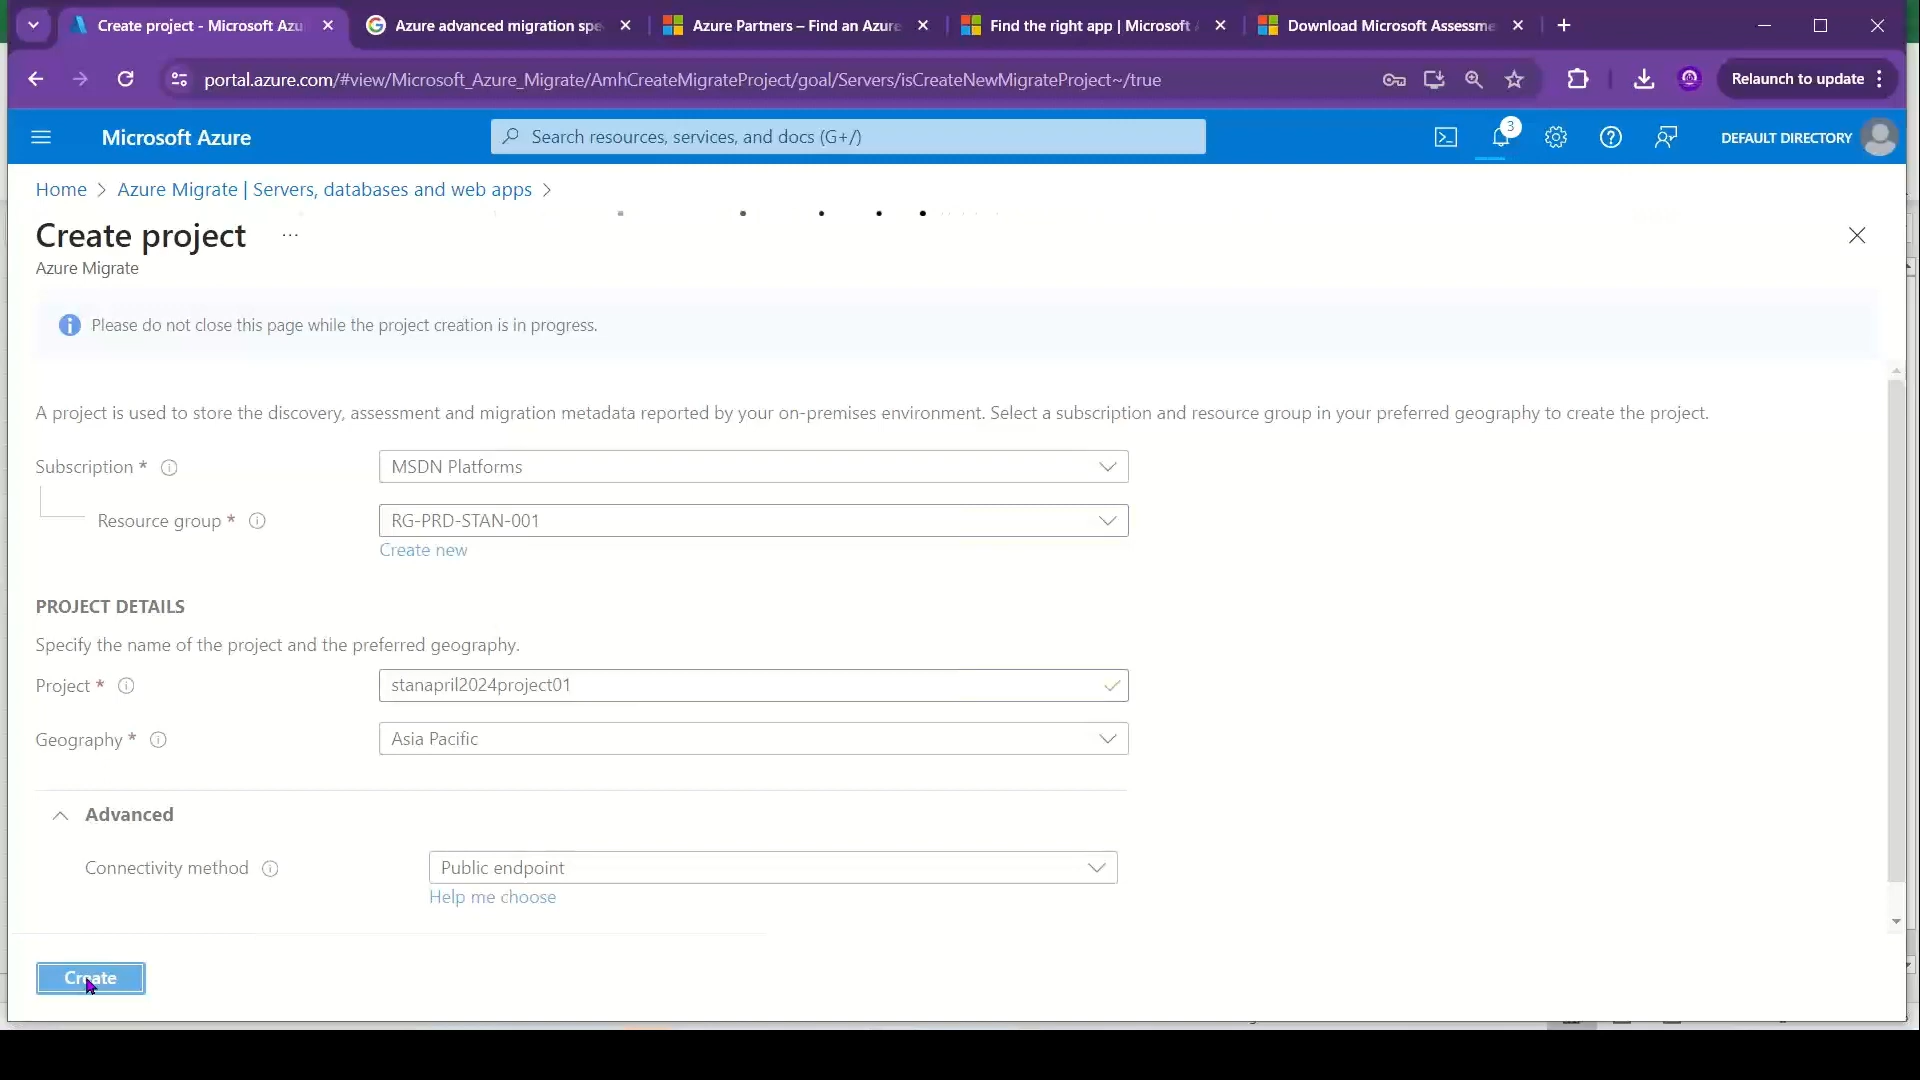 Create project - Microsoft Azu
Azure advanced migration spe
Azure Partners – Find an Azure
Find the right app | Microsoft A
Download Microsoft Assessme
portal.azure.com/#view/Microsoft_Azure_Migrate/AmhCreateMigrateProject/goal/Servers/isCreateNewMigrateProject~/true
Relaunch to update
Microsoft Azure
Search resources, services, and docs (G+/)
3
DEFAULT DIRECTORY
Home > Azure Migrate | Servers, databases and web apps >
Create project ...
Azure Migrate
Please do not close this page while the project creation is in progress.
A project is used to store the discovery, assessment and migration metadata reported by your on-premises environment. Select a subscription and resource group in your preferred geography to create the project.
Subscription * MSDN Platforms
Resource group * RG-PRD-STAN-001
Create new
PROJECT DETAILS
Specify the name of the project and the preferred geography.
Project * stanapril2024project01
Geography * Asia Pacific
Advanced
Connectivity method Public endpoint
Help me choose
Create